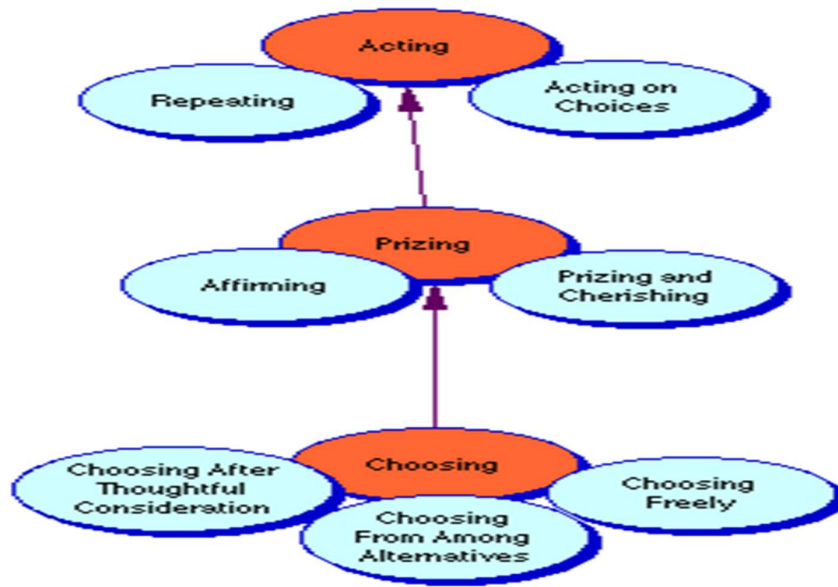 Acting
Repeating
Acting on
Choices
Prizing
Affirming
Prizing and
Cherishing
Choosing
Choosing After
Thoughtful
Consideration
Choosing
From Among
Alternatives
Choosing
Freely